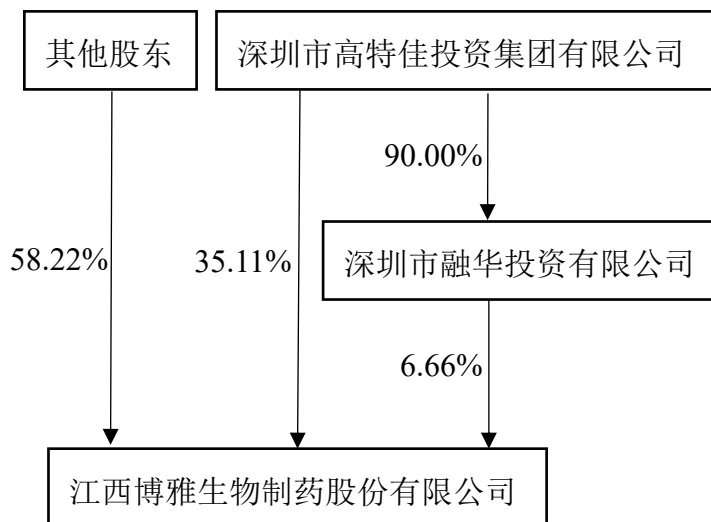 其他股东
深圳市高特佳投资集团有限公司
90.00%
58.22%
35.11%
深圳市融华投资有限公司
6.66%
江西博雅生物制药股份有限公司